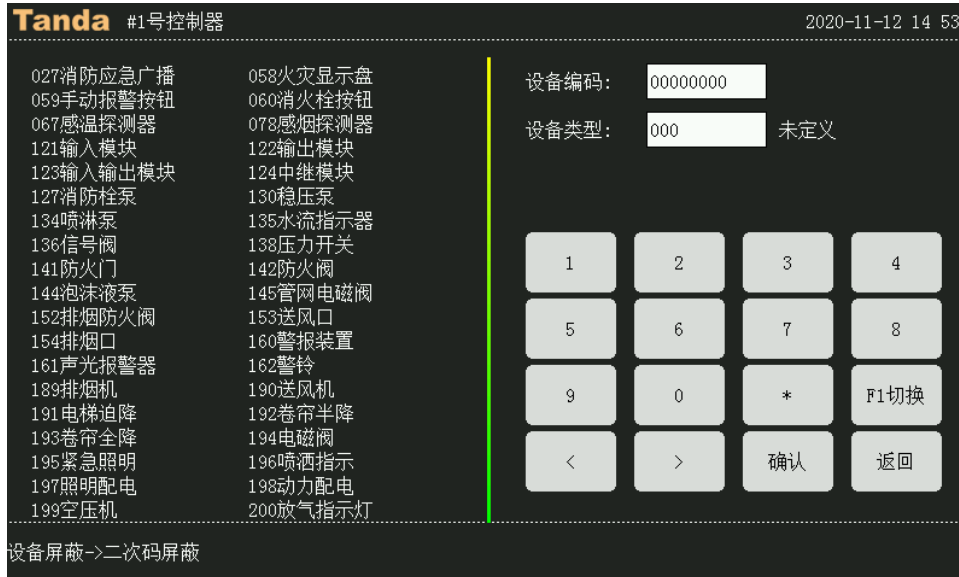 Tanda #1号控制器 2020-11-12 14 53
027消防应急广播 058火灾显示盘
059手动报警按钮 060消火栓按钮
067感温探测器 078感烟探测器
121输入模块 122输出模块
123输入输出模块 124中继模块
127消防栓泵 130稳压泵
134喷淋泵 135水流指示器
136信号阀 138压力开关
141防火门 142防火阀
144泡沫液泵 145管网电磁阀
152排烟防火阀 153送风口
154排烟口 160警报装置
161声光报警器 162警铃
189排烟机 190送风机
191电梯迫降 192卷帘半降
193卷帘全降 194电磁阀
195紧急照明 196喷洒指示
197照明配电 198动力配电
199空压机 200放气指示灯
设备编码: 00000000
设备类型: 000 未定义
1 2 3 4
5 6 7 8
9 0 * F1切换
< > 确认 返回
设备屏蔽->二次码屏蔽